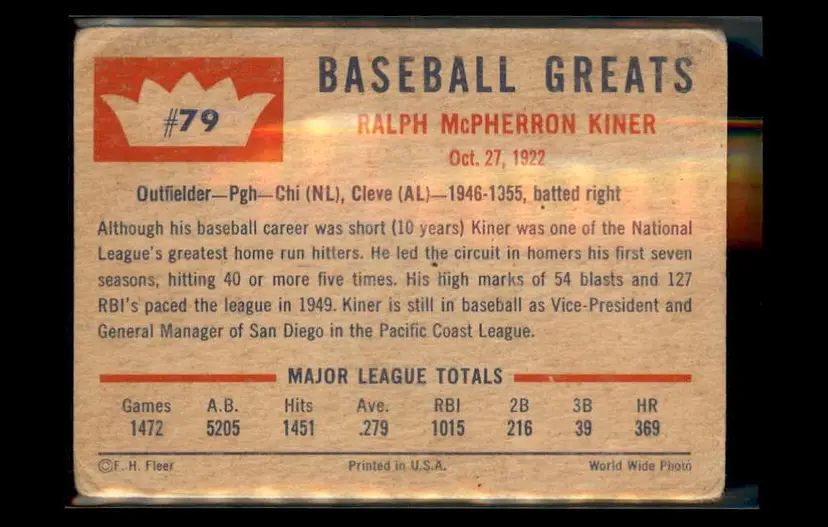 #79
BASEBALL GREATS
RALPH McPHERRON KINER
Oct. 27, 1922
Outfielder—Pgh—Chi (NL), Cleve (AL)—1946-1355, batted right
Although his baseball career was short (10 years) Kiner was one of the National
League's greatest home run hitters. He led the circuit in homers his first seven
seasons, hitting 40 or more five times. His high marks of 54 blasts and 127
RBI's paced the league in 1949. Kiner is still in baseball as Vice-President and
General Manager of San Diego in the Pacific Coast League.
MAJOR LEAGUE TOTALS
Games A.B. Hits Ave. RBI 2B 3B HR
1472 5205 1451 .279 1015 216 39 369
©F. H. Fleer Printed in U.S.A. World Wide Photo